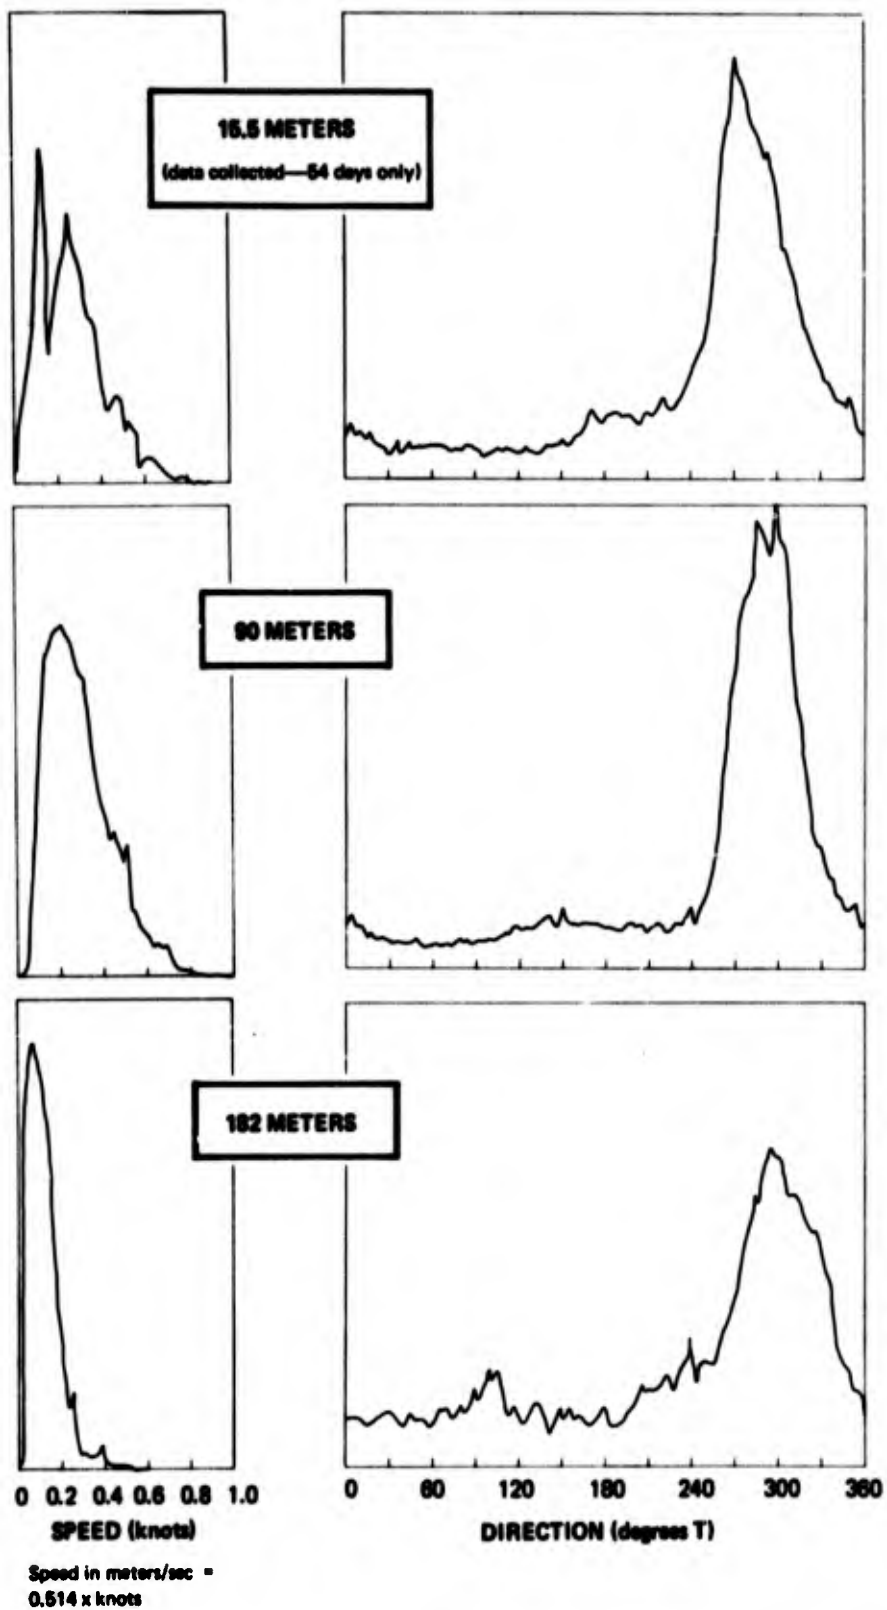 15.5 METERS
(data collected—54 days only)
90 METERS
182 METERS
0 0.2 0.4 0.6 0.8 1.0
SPEED (knots)
0 60 120 180 240 300 360
DIRECTION (degrees T)
Speed in meters/sec =
0.514 x knots